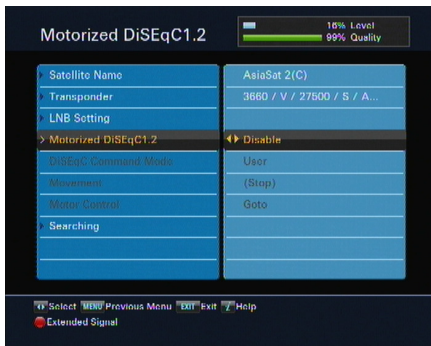 Motorized DiSEqC1.2
16% Level
99% Quality
Satellite Name
AsiaSat 2(C)
Transponder
3660 / V / 27500 / S / A...
LNB Setting
Motorized DiSEqC1.2
Disable
DiSEqC Command Mode
User
Movement
(Stop)
Motor Control
Goto
Searching
Select MENU Previous Menu EXIT Exit i Help
Extended Signal